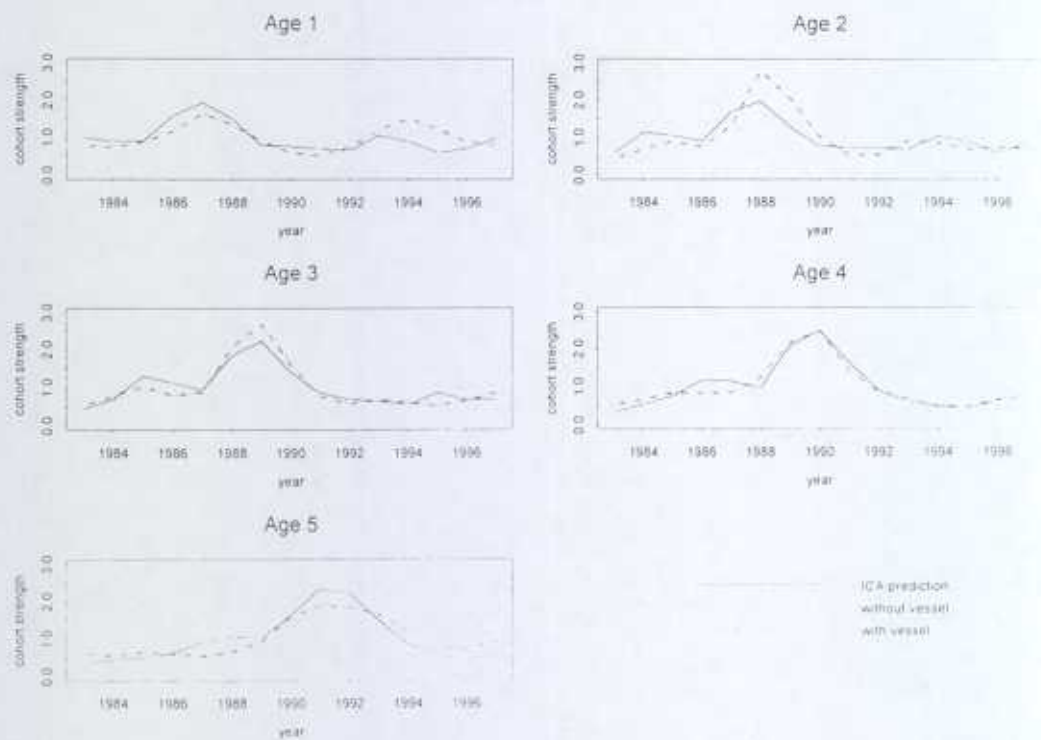 Age 1
Age 2
cohort strength
0.0 1.0 2.0 3.0
1984 1986 1988 1990 1992 1994 1996
year
cohort strength
0.0 1.0 2.0 3.0
1984 1986 1988 1990 1992 1994 1996
year
Age 3
Age 4
cohort strength
0.0 1.0 2.0 3.0
1984 1986 1988 1990 1992 1994 1996
year
cohort strength
0.0 1.0 2.0 3.0
1984 1986 1988 1990 1992 1994 1996
year
Age 5
cohort strength
0.0 1.0 2.0 3.0
1984 1986 1988 1990 1992 1994 1996
year
ICA prediction
without vessel
with vessel